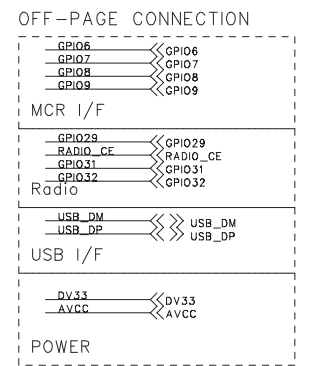 OFF-PAGE CONNECTION
GPIO6 GPIO6
GPIO7 GPIO7
GPIO8 GPIO8
GPIO9 GPIO9
MCR I/F
GPIO29 GPIO29
RADIO_CE RADIO_CE
GPIO31 GPIO31
GPIO32 GPIO32
Radio
USB_DM USB_DM
USB_DP USB_DP
USB I/F
DV33 DV33
AVCC AVCC
POWER